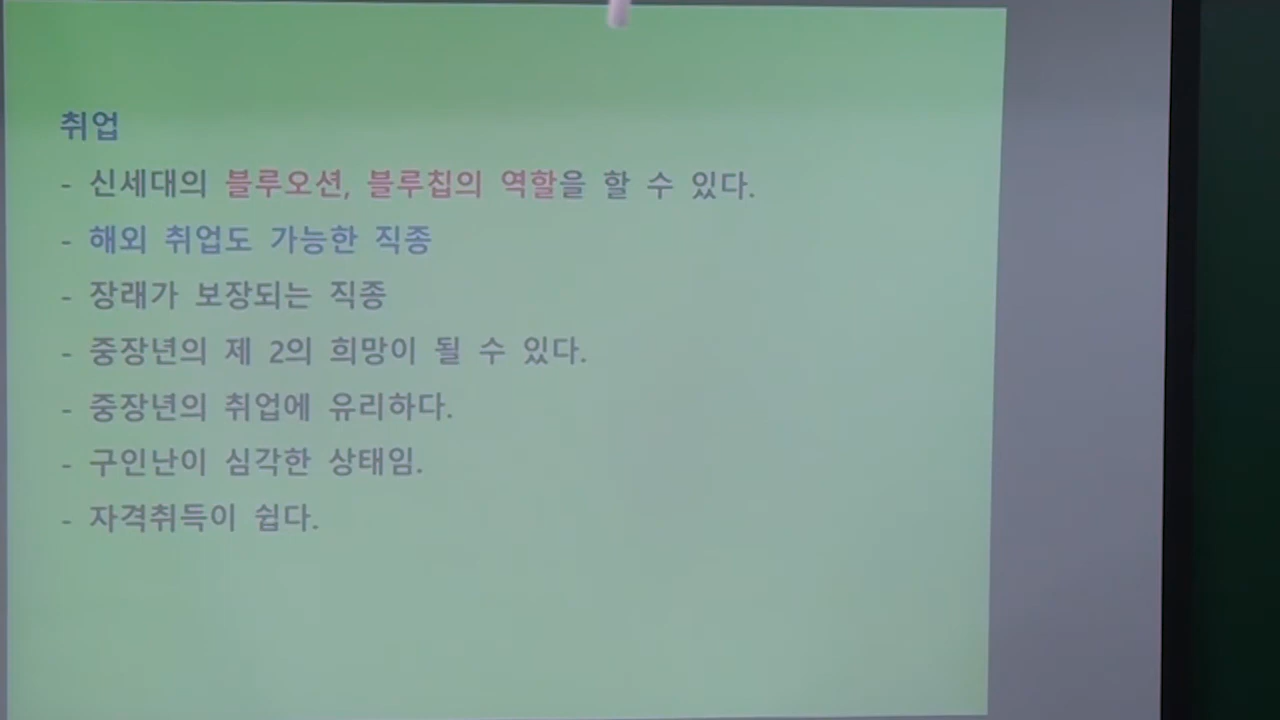 취업
- 신세대의 블루오션, 블루칩의 역할을 할 수 있다.
- 해외 취업도 가능한 직종
- 장래가 보장되는 직종
- 중장년의 제 2의 희망이 될 수 있다.
- 중장년의 취업에 유리하다.
- 구인난이 심각한 상태임.
- 자격취득이 쉽다.